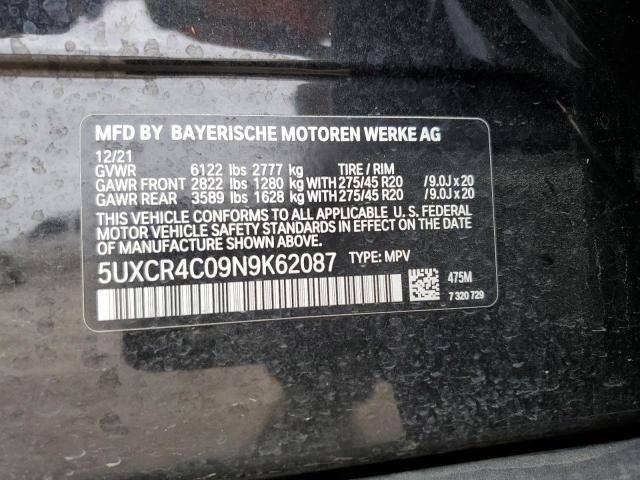 MFD BY BAYERISCHE MOTOREN WERKE AG
12/21
GVWR 6122 lbs 2777 kg TIRE / RIM
GAWR FRONT 2822 lbs 1280 kg WITH 275/45 R20 / 9.0J x 20
GAWR REAR 3589 lbs 1628 kg WITH 275/45 R20 / 9.0J x 20
THIS VEHICLE CONFORMS TO ALL APPLICABLE U. S. FEDERAL
MOTOR VEHICLE SAFETY STANDARDS IN EFFECT ON THE DATE
OF MANUFACTURE SHOWN ABOVE.
5UXCR4C09N9K62087 TYPE: MPV
475M
7 320 729